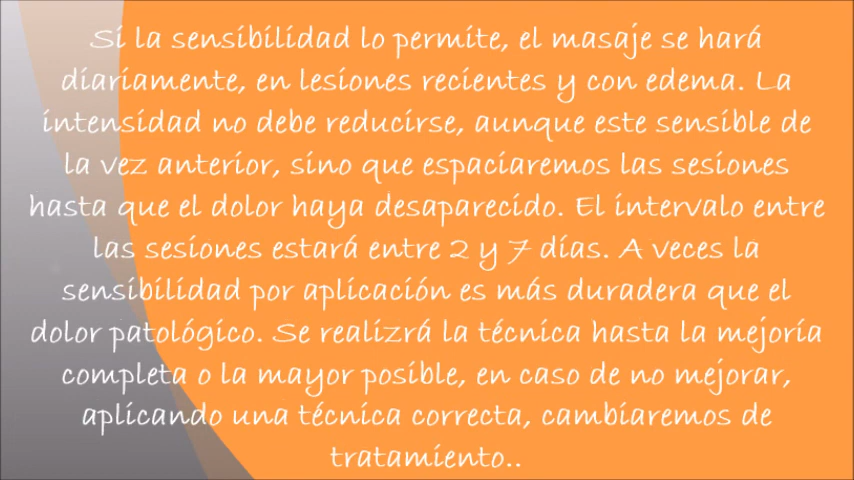 Si la sensibilidad lo permite, el masaje se hará
diariamente, en lesiones recientes y con edema. La
intensidad no debe reducirse, aunque este sensible de
la vez anterior, sino que espaciaremos las sesiones
hasta que el dolor haya desaparecido. El intervalo entre
las sesiones estará entre 2 y 7 días. A veces la
sensibilidad por aplicación es más duradera que el
dolor patológico. Se realizrá la técnica hasta la mejoría
completa o la mayor posible, en caso de no mejorar,
aplicando una técnica correcta, cambiaremos de
tratamiento..